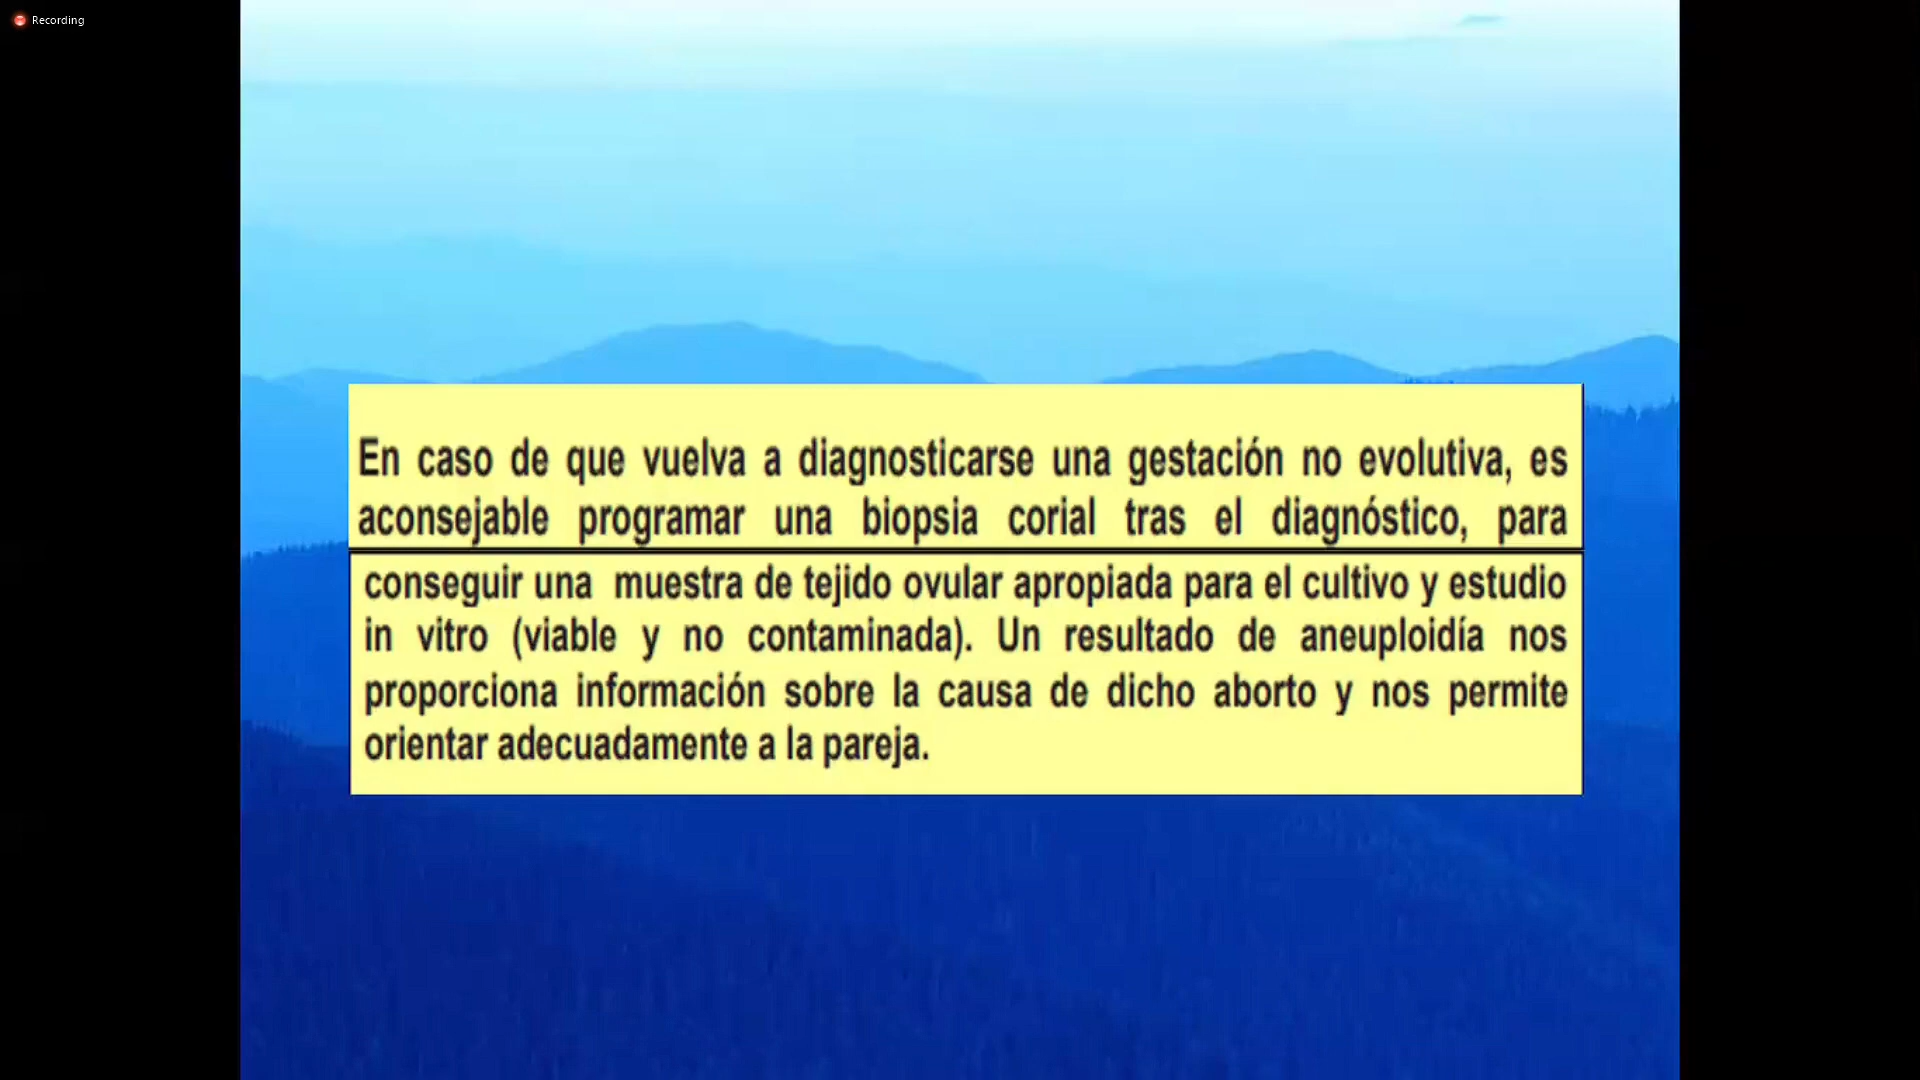 Recording
En caso de que vuelva a diagnosticarse una gestación no evolutiva, es
aconsejable programar una biopsia corial tras el diagnóstico, para
conseguir una muestra de tejido ovular apropiada para el cultivo y estudio
in vitro (viable y no contaminada). Un resultado de aneuploidía nos
proporciona información sobre la causa de dicho aborto y nos permite
orientar adecuadamente a la pareja.